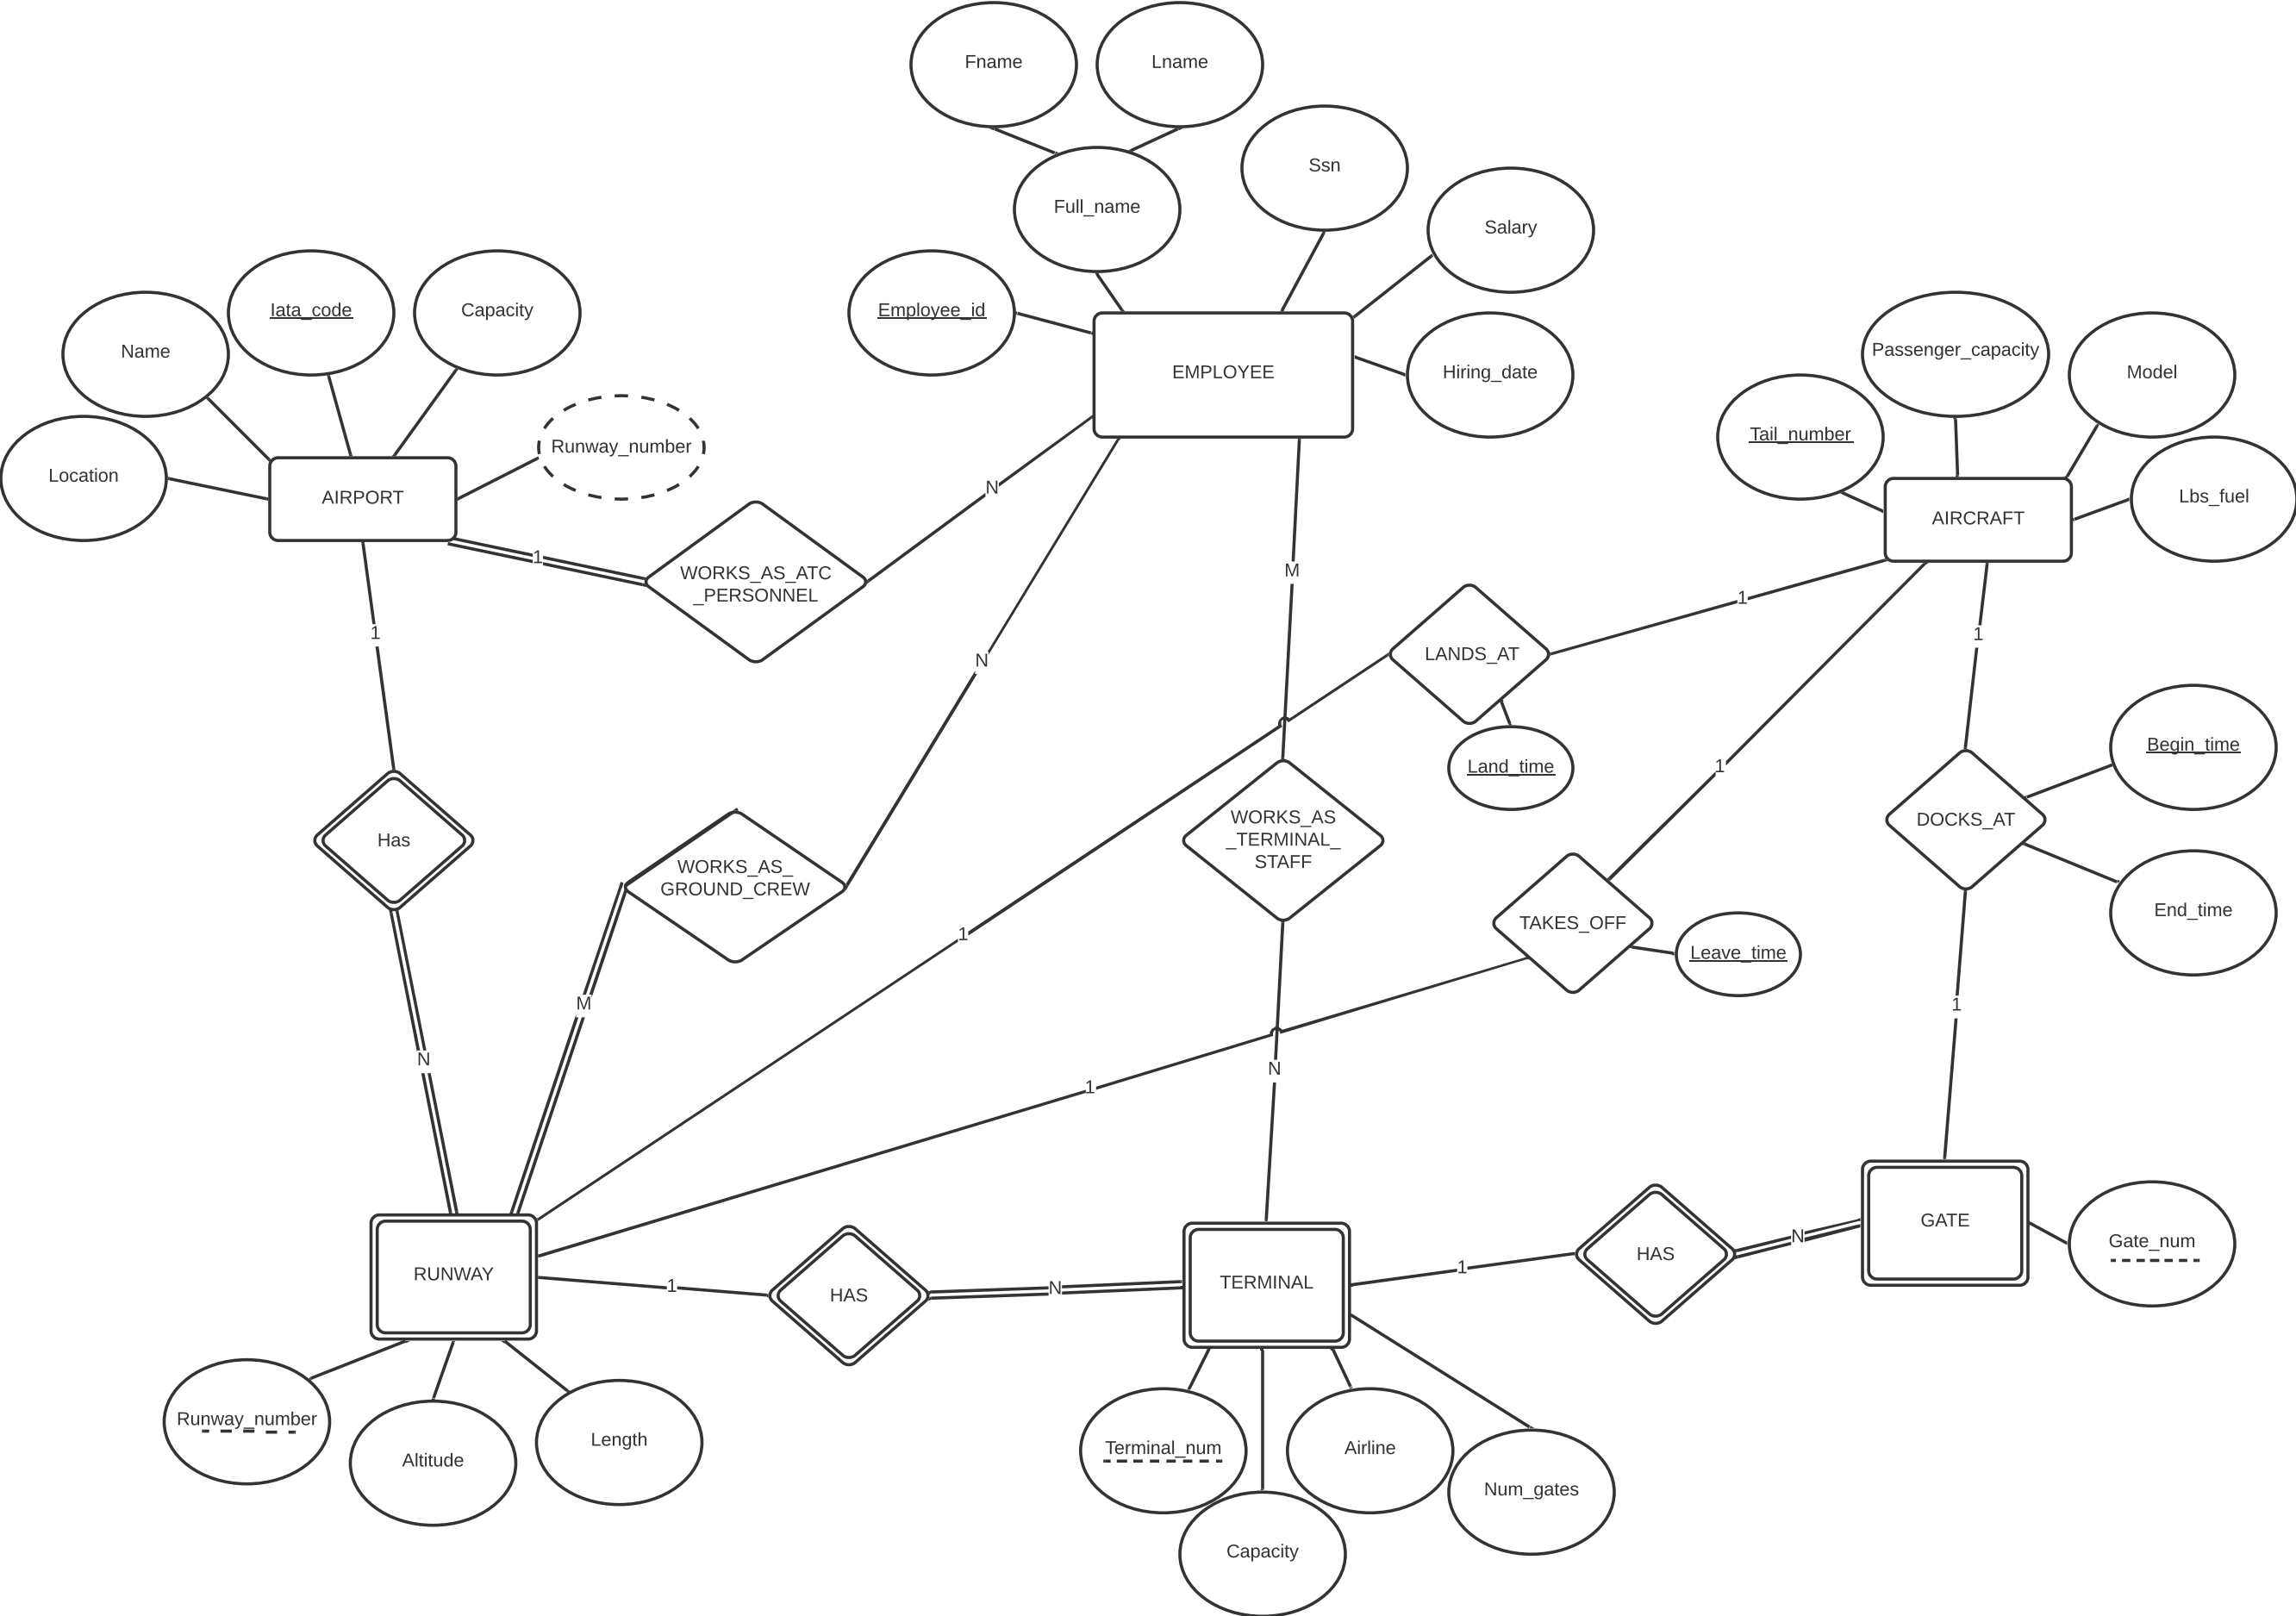 Fname
Lname
Ssn
Full_name
Salary
Iata_code
Capacity
Employee_id
Name
EMPLOYEE
Hiring_date
Passenger_capacity
Model
Tail_number
Runway_number
Location
AIRPORT
Lbs_fuel
AIRCRAFT
N
1
M
WORKS_AS_ATC
_PERSONNEL
1
1
1
N
LANDS_AT
Begin_time
Land_time
1
WORKS_AS
_TERMINAL_
STAFF
DOCKS_AT
Has
WORKS_AS_
GROUND_CREW
End_time
TAKES_OFF
1
Leave_time
M
1
N
N
1
GATE
N
Gate_num
HAS
1
RUNWAY
TERMINAL
1
N
HAS
Runway_number
Length
Altitude
Terminal_num
Airline
Num_gates
Capacity